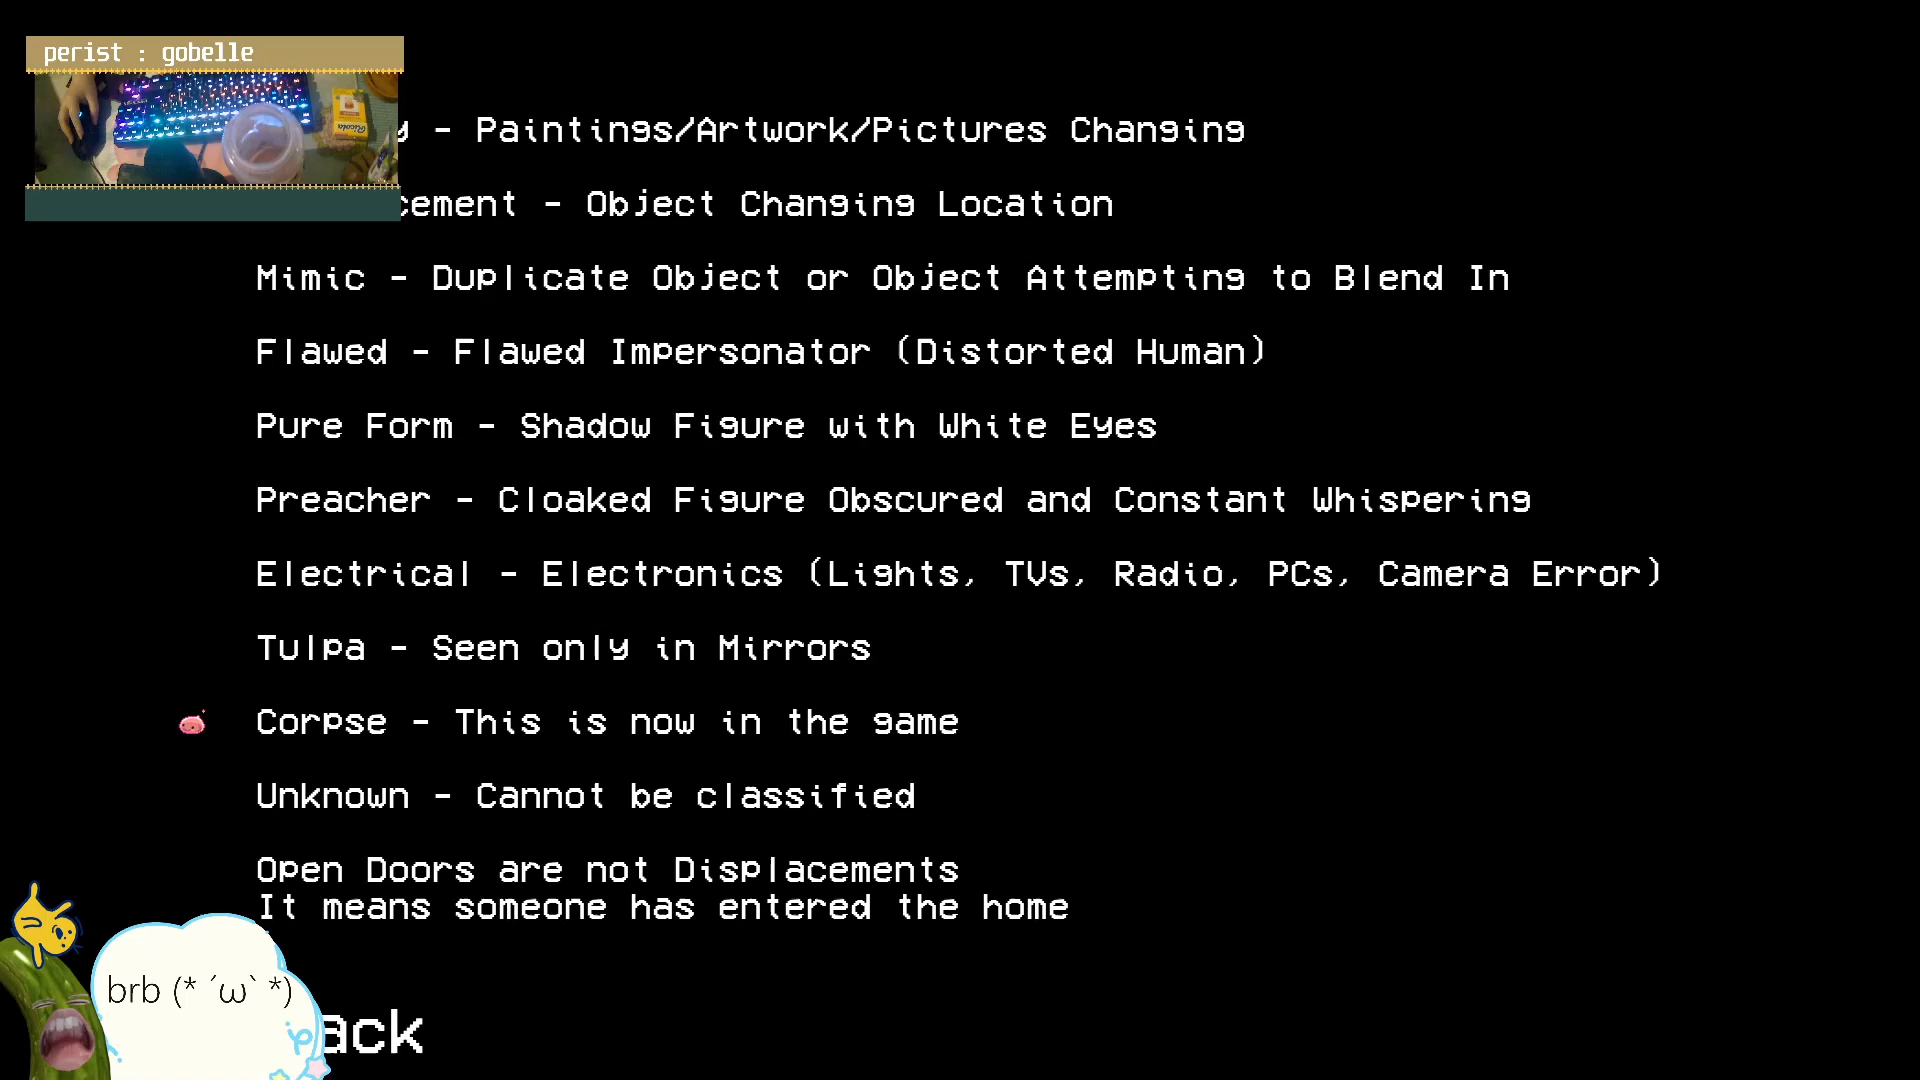 perist : gobelle
Ricola
- Paintings/Artwork/Pictures Changing
cement - Object Changing Location
Mimic - Duplicate Object or Object Attempting to Blend In
Flawed - Flawed Impersonator (Distorted Human)
Pure Form - Shadow Figure with White Eyes
Preacher - Cloaked Figure Obscured and Constant Whispering
Electrical - Electronics (Lights, TVs, Radio, PCs, Camera Error)
Tulpa - Seen only in Mirrors
Corpse - This is now in the game
Unknown - Cannot be classified
Open Doors are not Displacements
It means someone has entered the home
brb (* ´ω` *)
ack